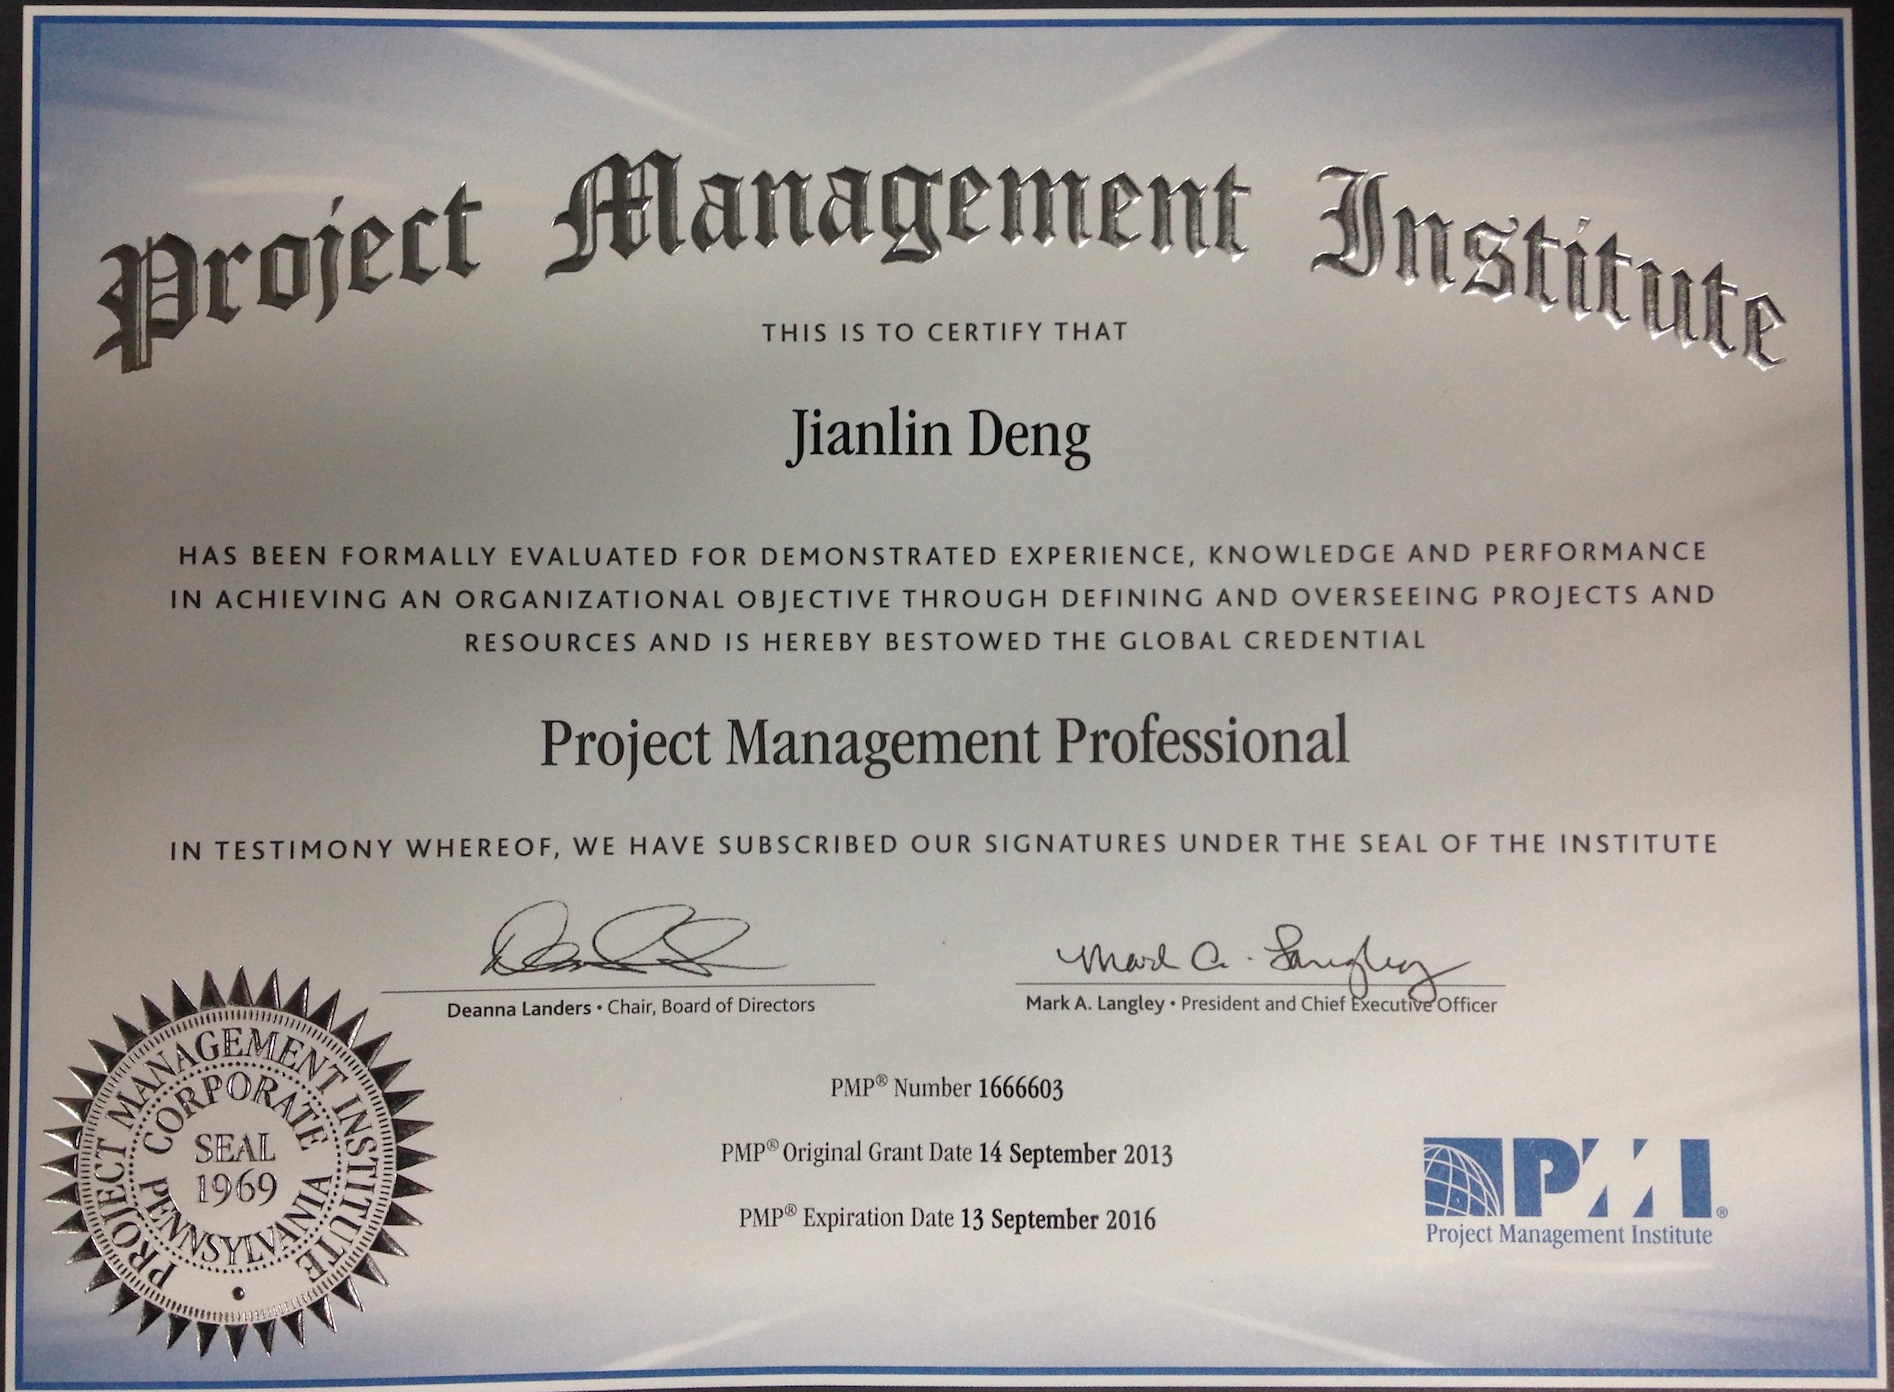 Project Management Institute
THIS IS TO CERTIFY THAT
Jianlin Deng
HAS BEEN FORMALLY EVALUATED FOR DEMONSTRATED EXPERIENCE, KNOWLEDGE AND PERFORMANCE
IN ACHIEVING AN ORGANIZATIONAL OBJECTIVE THROUGH DEFINING AND OVERSEEING PROJECTS AND
RESOURCES AND IS HEREBY BESTOWED THE GLOBAL CREDENTIAL
Project Management Professional
IN TESTIMONY WHEREOF, WE HAVE SUBSCRIBED OUR SIGNATURES UNDER THE SEAL OF THE INSTITUTE
Mark A. Langley
Deanna Landers • Chair, Board of Directors
Mark A. Langley • President and Chief Executive Officer
PMP® Number 1666603
PMP® Original Grant Date 14 September 2013
PMP® Expiration Date 13 September 2016
PROJECT MANAGEMENT INSTITUTE
CORPORATE
SEAL
1969
PENNSYLVANIA
PMI®
Project Management Institute